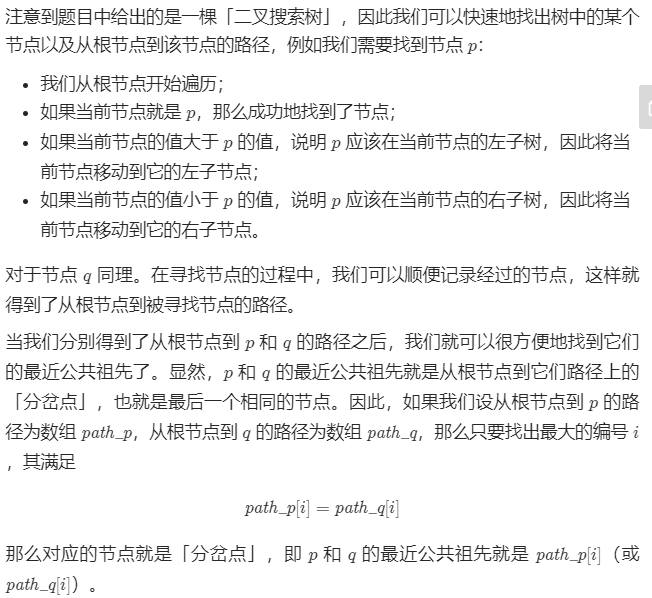 注意到题目中给出的是一棵「二叉搜索树」，因此我们可以快速地找出树中的某个
节点以及从根节点到该节点的路径，例如我们需要找到节点 p：
• 我们从根节点开始遍历；
• 如果当前节点就是 p，那么成功地找到了节点；
• 如果当前节点的值大于 p 的值，说明 p 应该在当前节点的左子树，因此将当
前节点移动到它的左子节点；
• 如果当前节点的值小于 p 的值，说明 p 应该在当前节点的右子树，因此将当
前节点移动到它的右子节点。
对于节点 q 同理。在寻找节点的过程中，我们可以顺便记录经过的节点，这样就
得到了从根节点到被寻找节点的路径。
当我们分别得到了从根节点到 p 和 q 的路径之后，我们就可以很方便地找到它们
的最近公共祖先了。显然，p 和 q 的最近公共祖先就是从根节点到它们路径上的
「分岔点」，也就是最后一个相同的节点。因此，如果我们设从根节点到 p 的路
径为数组 path_p，从根节点到 q 的路径为数组 path_q，那么只要找出最大的编号 i
，其满足
path_p[i] = path_q[i]
那么对应的节点就是「分岔点」，即 p 和 q 的最近公共祖先就是 path_p[i]（或
path_q[i]）。